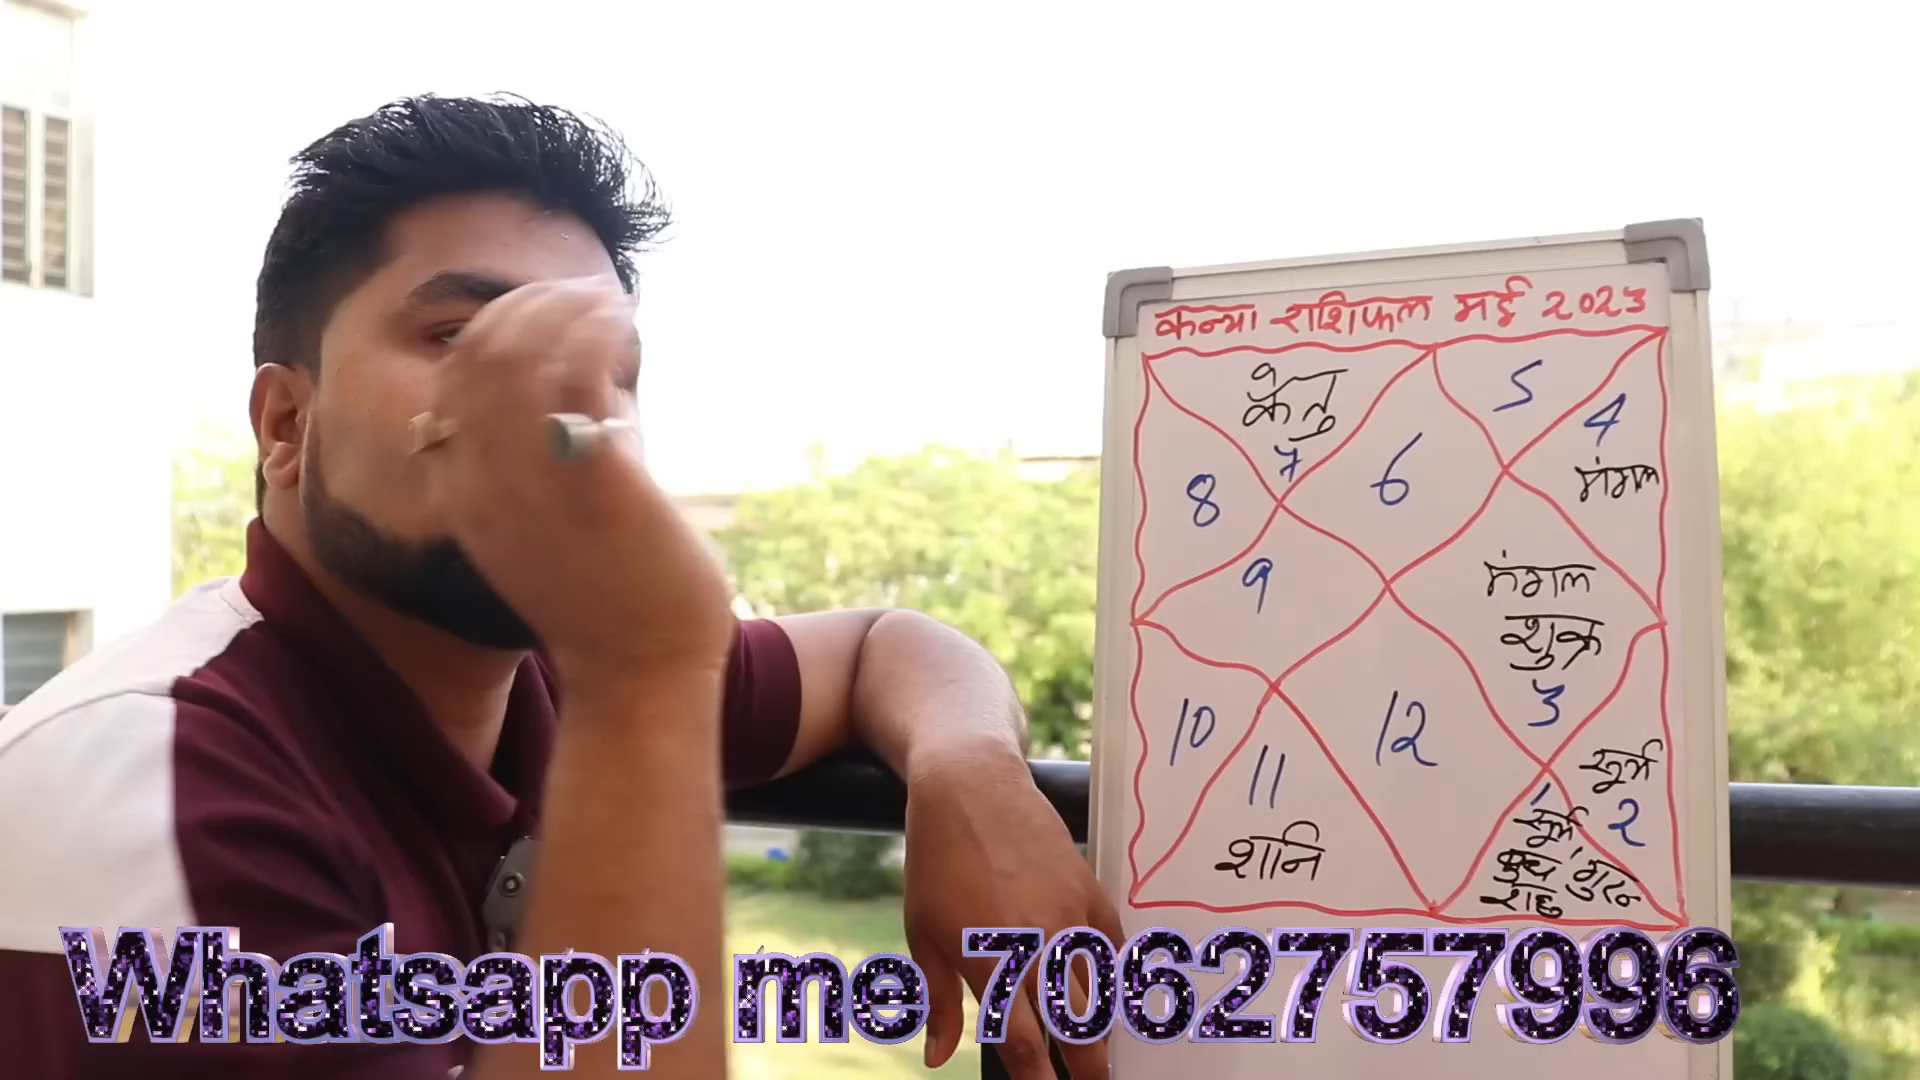 कन्या राशिफल मई 2023
केतु
5
4
7
6
मंगल
8
9
मंगल
शुक्र
3
10
12
सूर्य
11
1
2
सूर्य,
बुध गुरु
राहु
शनि
Whatsapp me 7062757996